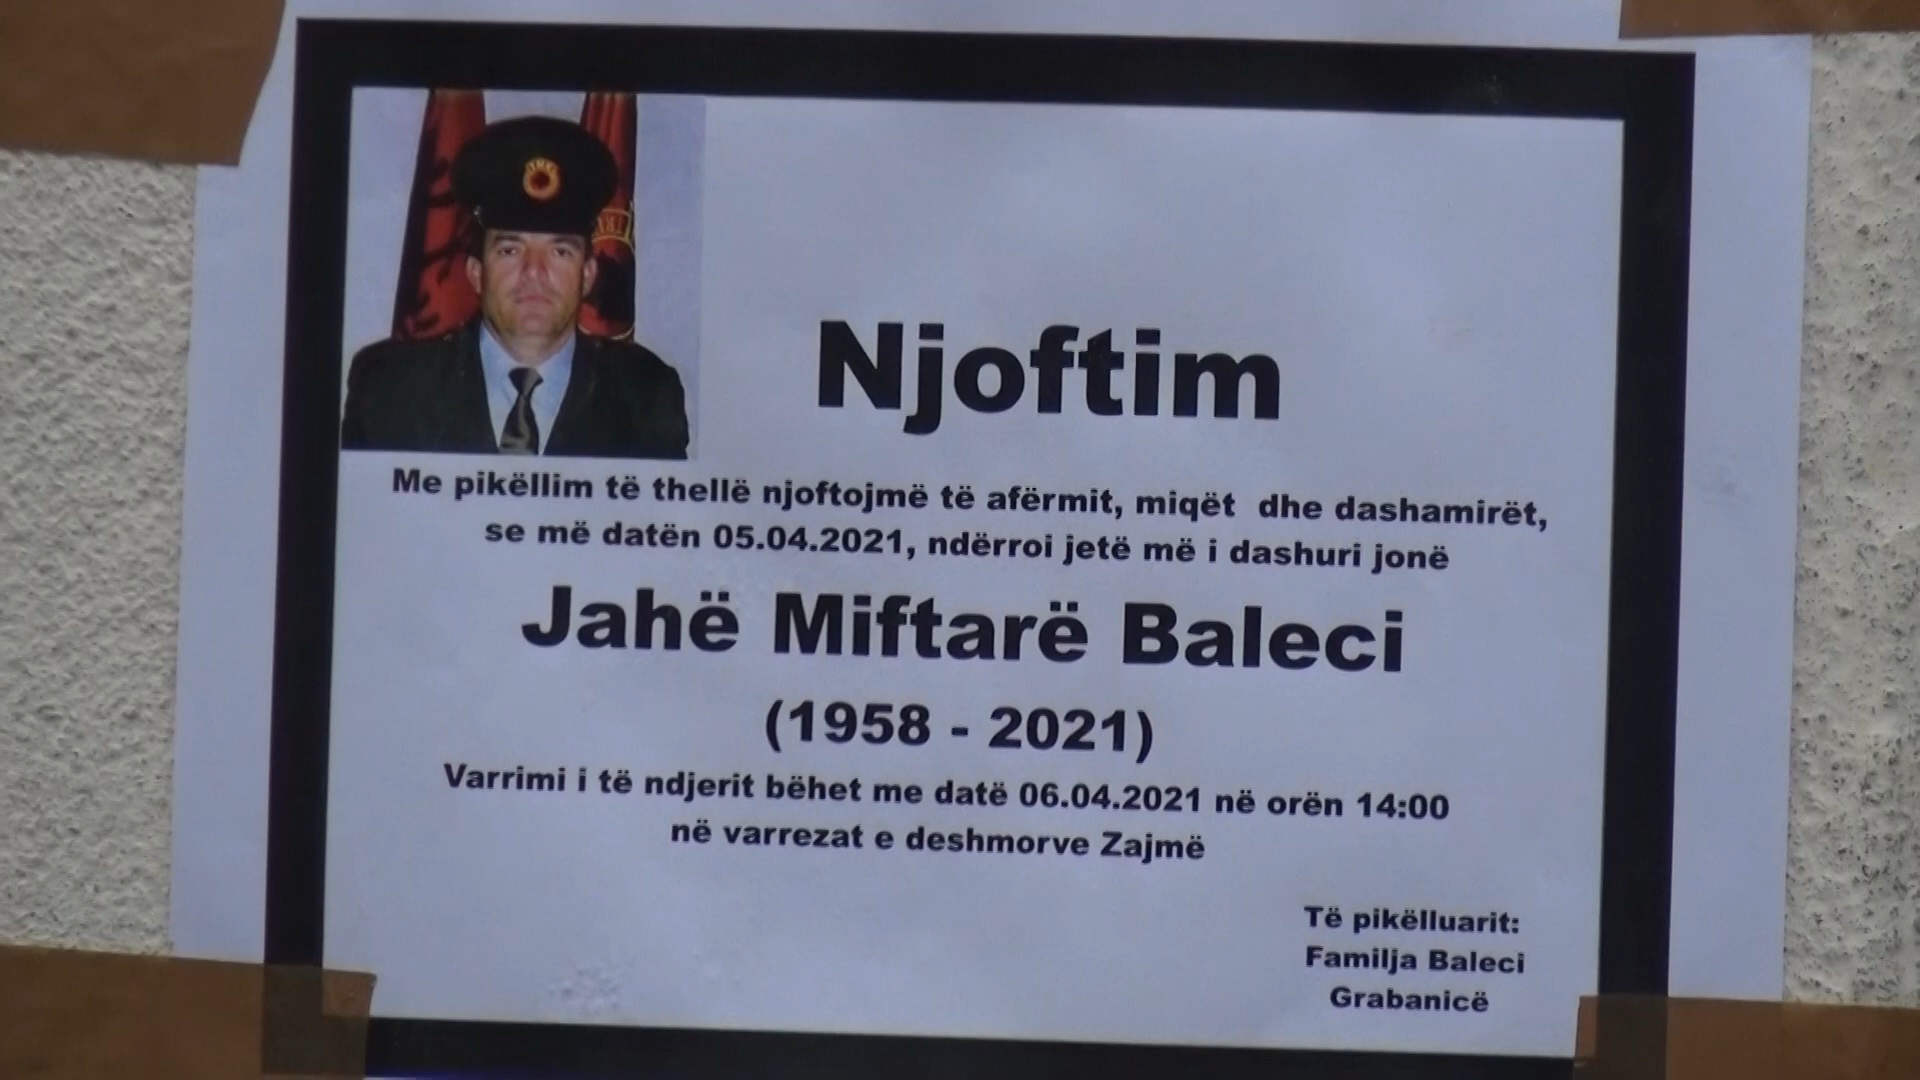 Njoftim
Me pikëllim të thellë njoftojmë të afërmit, miqët dhe dashamirët,
se më datën 05.04.2021, ndërroi jetë më i dashuri jonë
Jahë Miftarë Baleci
(1958 - 2021)
Varrimi i të ndjerit bëhet me datë 06.04.2021 në orën 14:00
në varrezat e deshmorve Zajmë
Të pikëlluarit:
Familja Baleci
Grabanicë